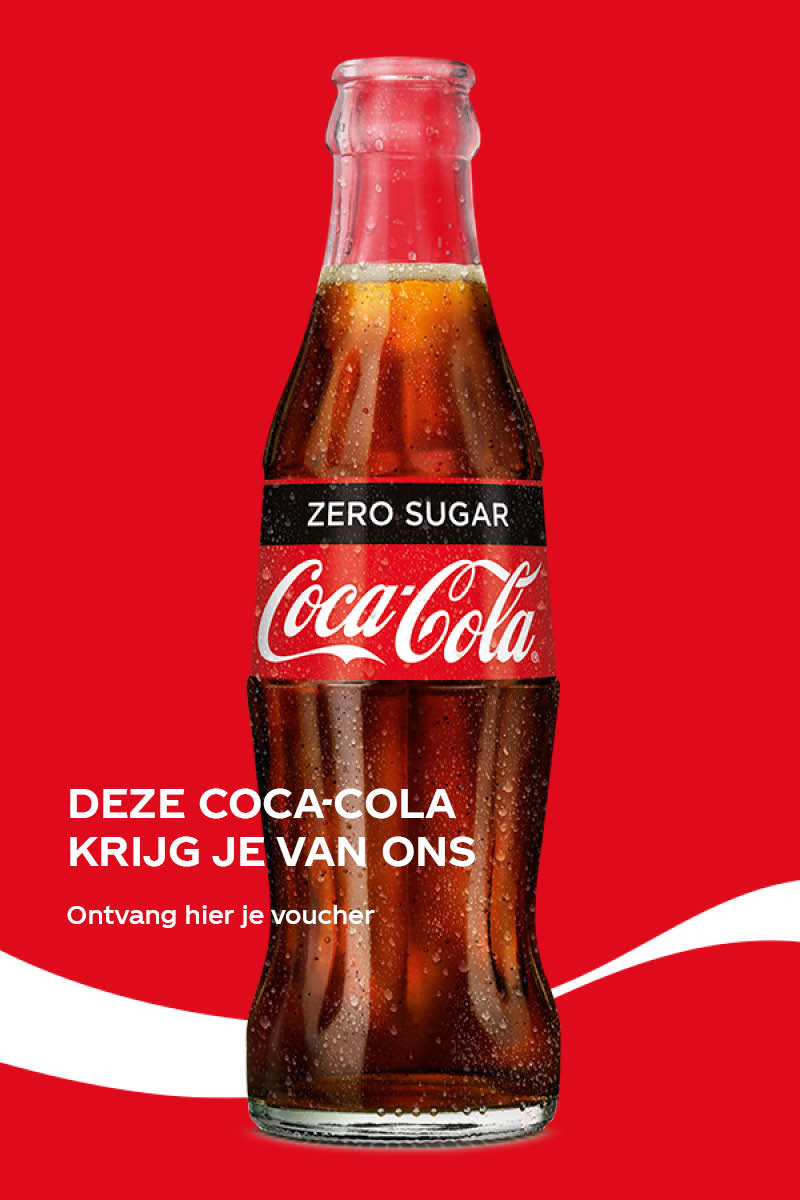 ZERO SUGAR
Coca-Cola
DEZE COCA-COLA
KRIJG JE VAN ONS
Ontvang hier je voucher